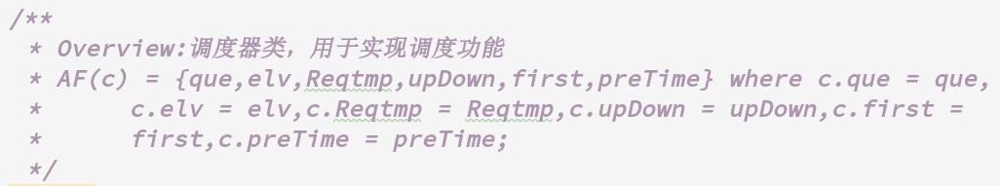 /**
 * Overview:调度器类，用于实现调度功能
 * AF(c) = {que,elv,Reqtmp,upDown,first,preTime} where c.que = que,
 *      c.elv = elv,c.Reqtmp = Reqtmp,c.upDown = upDown,c.first =
 *      first,c.preTime = preTime;
 */